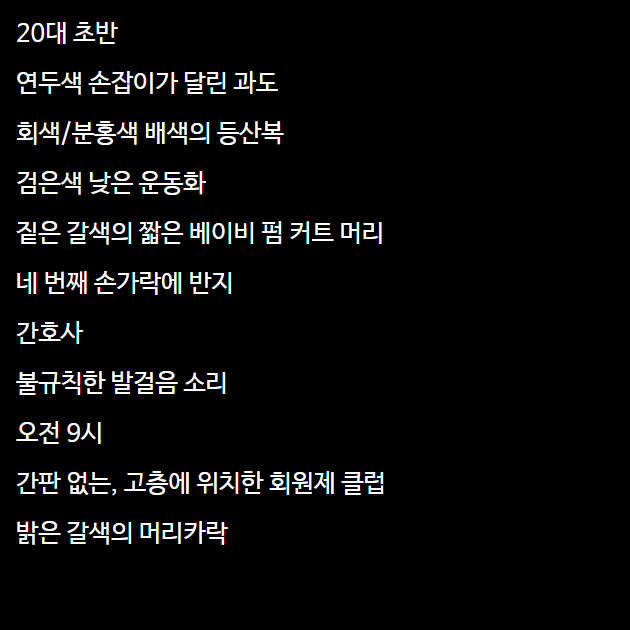 20대 초반
연두색 손잡이가 달린 과도
회색/분홍색 배색의 등산복
검은색 낮은 운동화
짙은 갈색의 짧은 베이비 펌 커트 머리
네 번째 손가락에 반지
간호사
불규칙한 발걸음 소리
오전 9시
간판 없는, 고층에 위치한 회원제 클럽
밝은 갈색의 머리카락